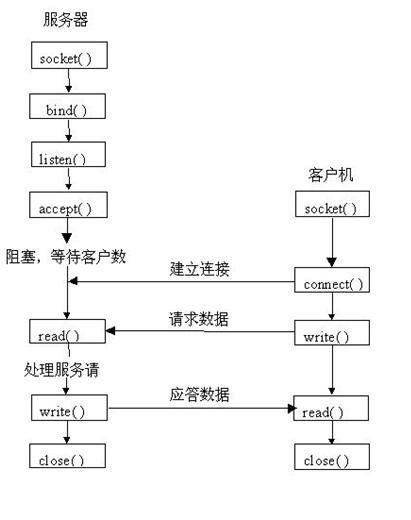 服务器
socket( )
bind( )
listen( )
accept( )
客户机
socket( )
阻塞，等待客户数
建立连接
connect( )
请求数据
read( )
write( )
处理服务请
应答数据
write( )
read( )
close( )
close( )